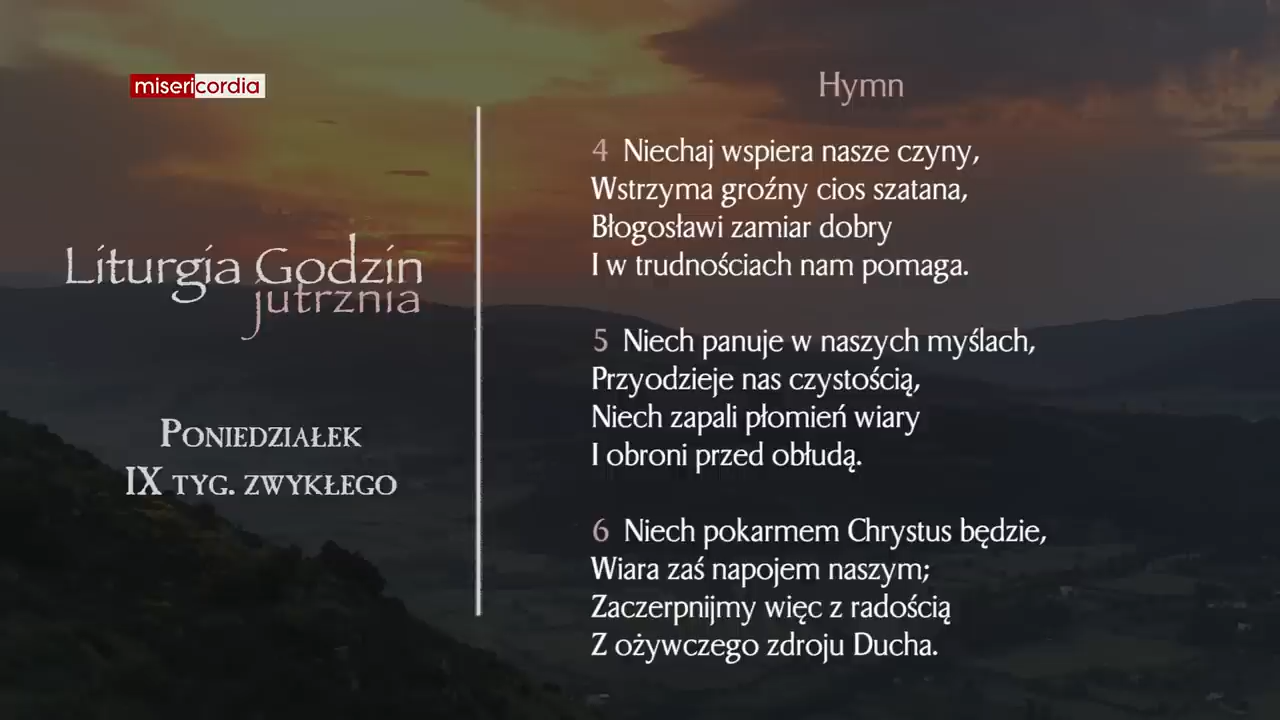 misericordia
Liturgia Godzin
jutrznia
Poniedziałek
IX tyg. zwykłego
Hymn
4 Niechaj wspiera nasze czyny,
Wstrzyma groźny cios szatana,
Błogosławi zamiar dobry
I w trudnościach nam pomaga.
5 Niech panuje w naszych myślach,
Przyodzieje nas czystością,
Niech zapali płomień wiary
I obroni przed obłudą.
6 Niech pokarmem Chrystus będzie,
Wiara zaś napojem naszym;
Zaczerpnijmy więc z radością
Z ożywczego zdroju Ducha.